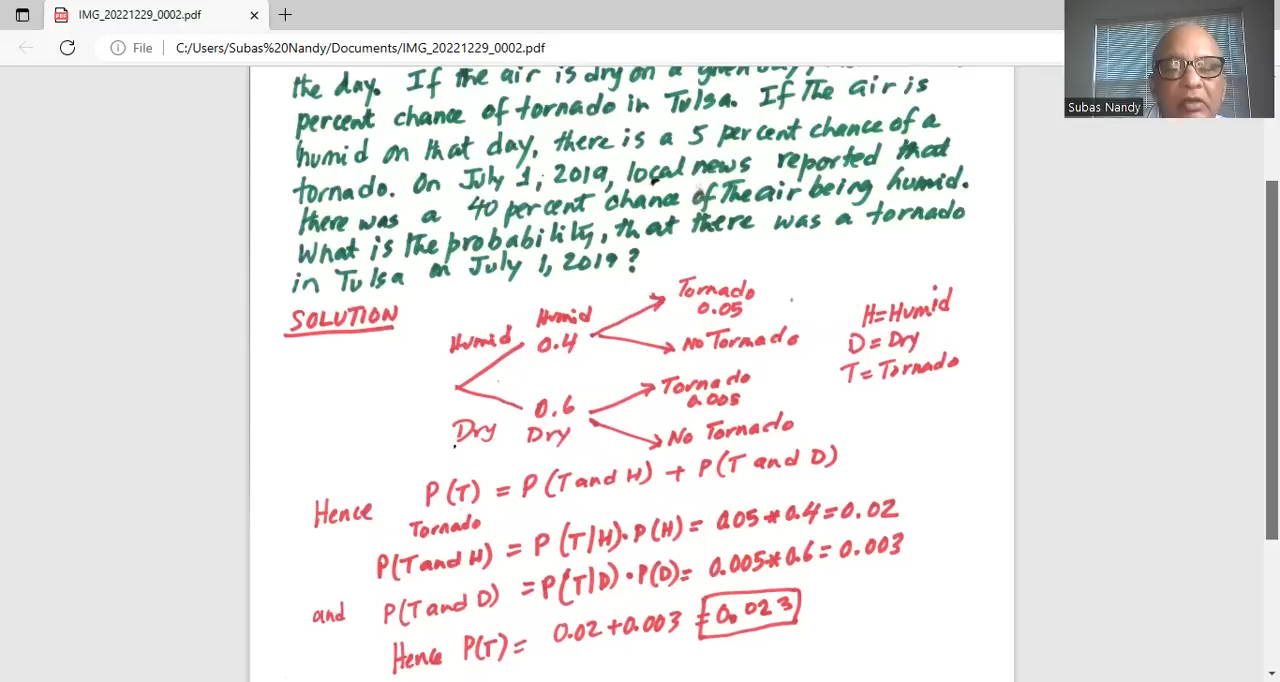 IMG_20221229_0002.pdf
File
C:/Users/Subas%20Nandy/Documents/IMG_20221229_0002.pdf
Subas Nandy
the day. If the air is dry on a given day,
percent chance of tornado in Tulsa. If The air is
humid on that day, there is a 5 percent chance of a
tornado. On July 1, 2019, local news reported that
there was a 40 percent chance of The air being humid.
What is the probability, that there was a tornado
in Tulsa on July 1, 2019?
SOLUTION
Humid Humid 0.4
Tornado 0.05
No Tornado
Dry 0.6 Dry
Tornado 0.005
No Tornado
H = Humid
D = Dry
T = Tornado
Hence P(T) = P(T and H) + P(T and D)
Tornado
P(T and H) = P(T/H)·P(H) = 0.05 * 0.4 = 0.02
and P(T and D) = P(T|D)·P(D) = 0.005 * 0.6 = 0.003
Hence P(T) = 0.02 + 0.003 = 0.023